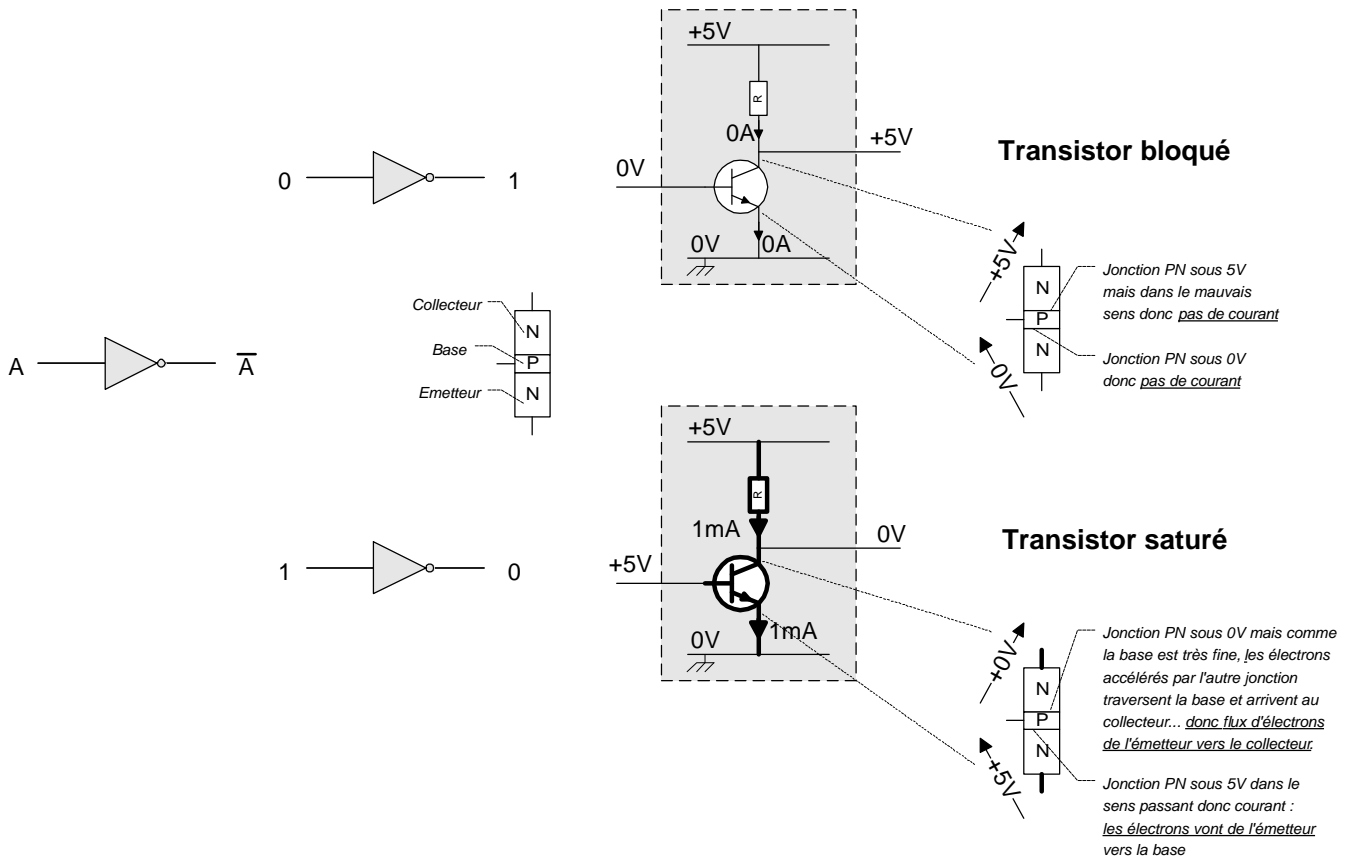 +5V
R
0A
+5V
Transistor bloqué
0
1
0V
0V
0A
+5V
N
P
N
Jonction PN sous 5V
mais dans le mauvais
sens donc pas de courant
0V
Jonction PN sous 0V
donc pas de courant
Collecteur
N
Base
P
Emetteur
N
A
A
+5V
R
1mA
0V
Transistor saturé
1
0
+5V
0V
1mA
+0V
N
P
N
Jonction PN sous 0V mais comme
la base est très fine, les électrons
accélérés par l'autre jonction
traversent la base et arrivent au
collecteur... donc flux d'électrons
de l'émetteur vers le collecteur.
+5V
Jonction PN sous 5V dans le
sens passant donc courant :
les électrons vont de l'émetteur
vers la base